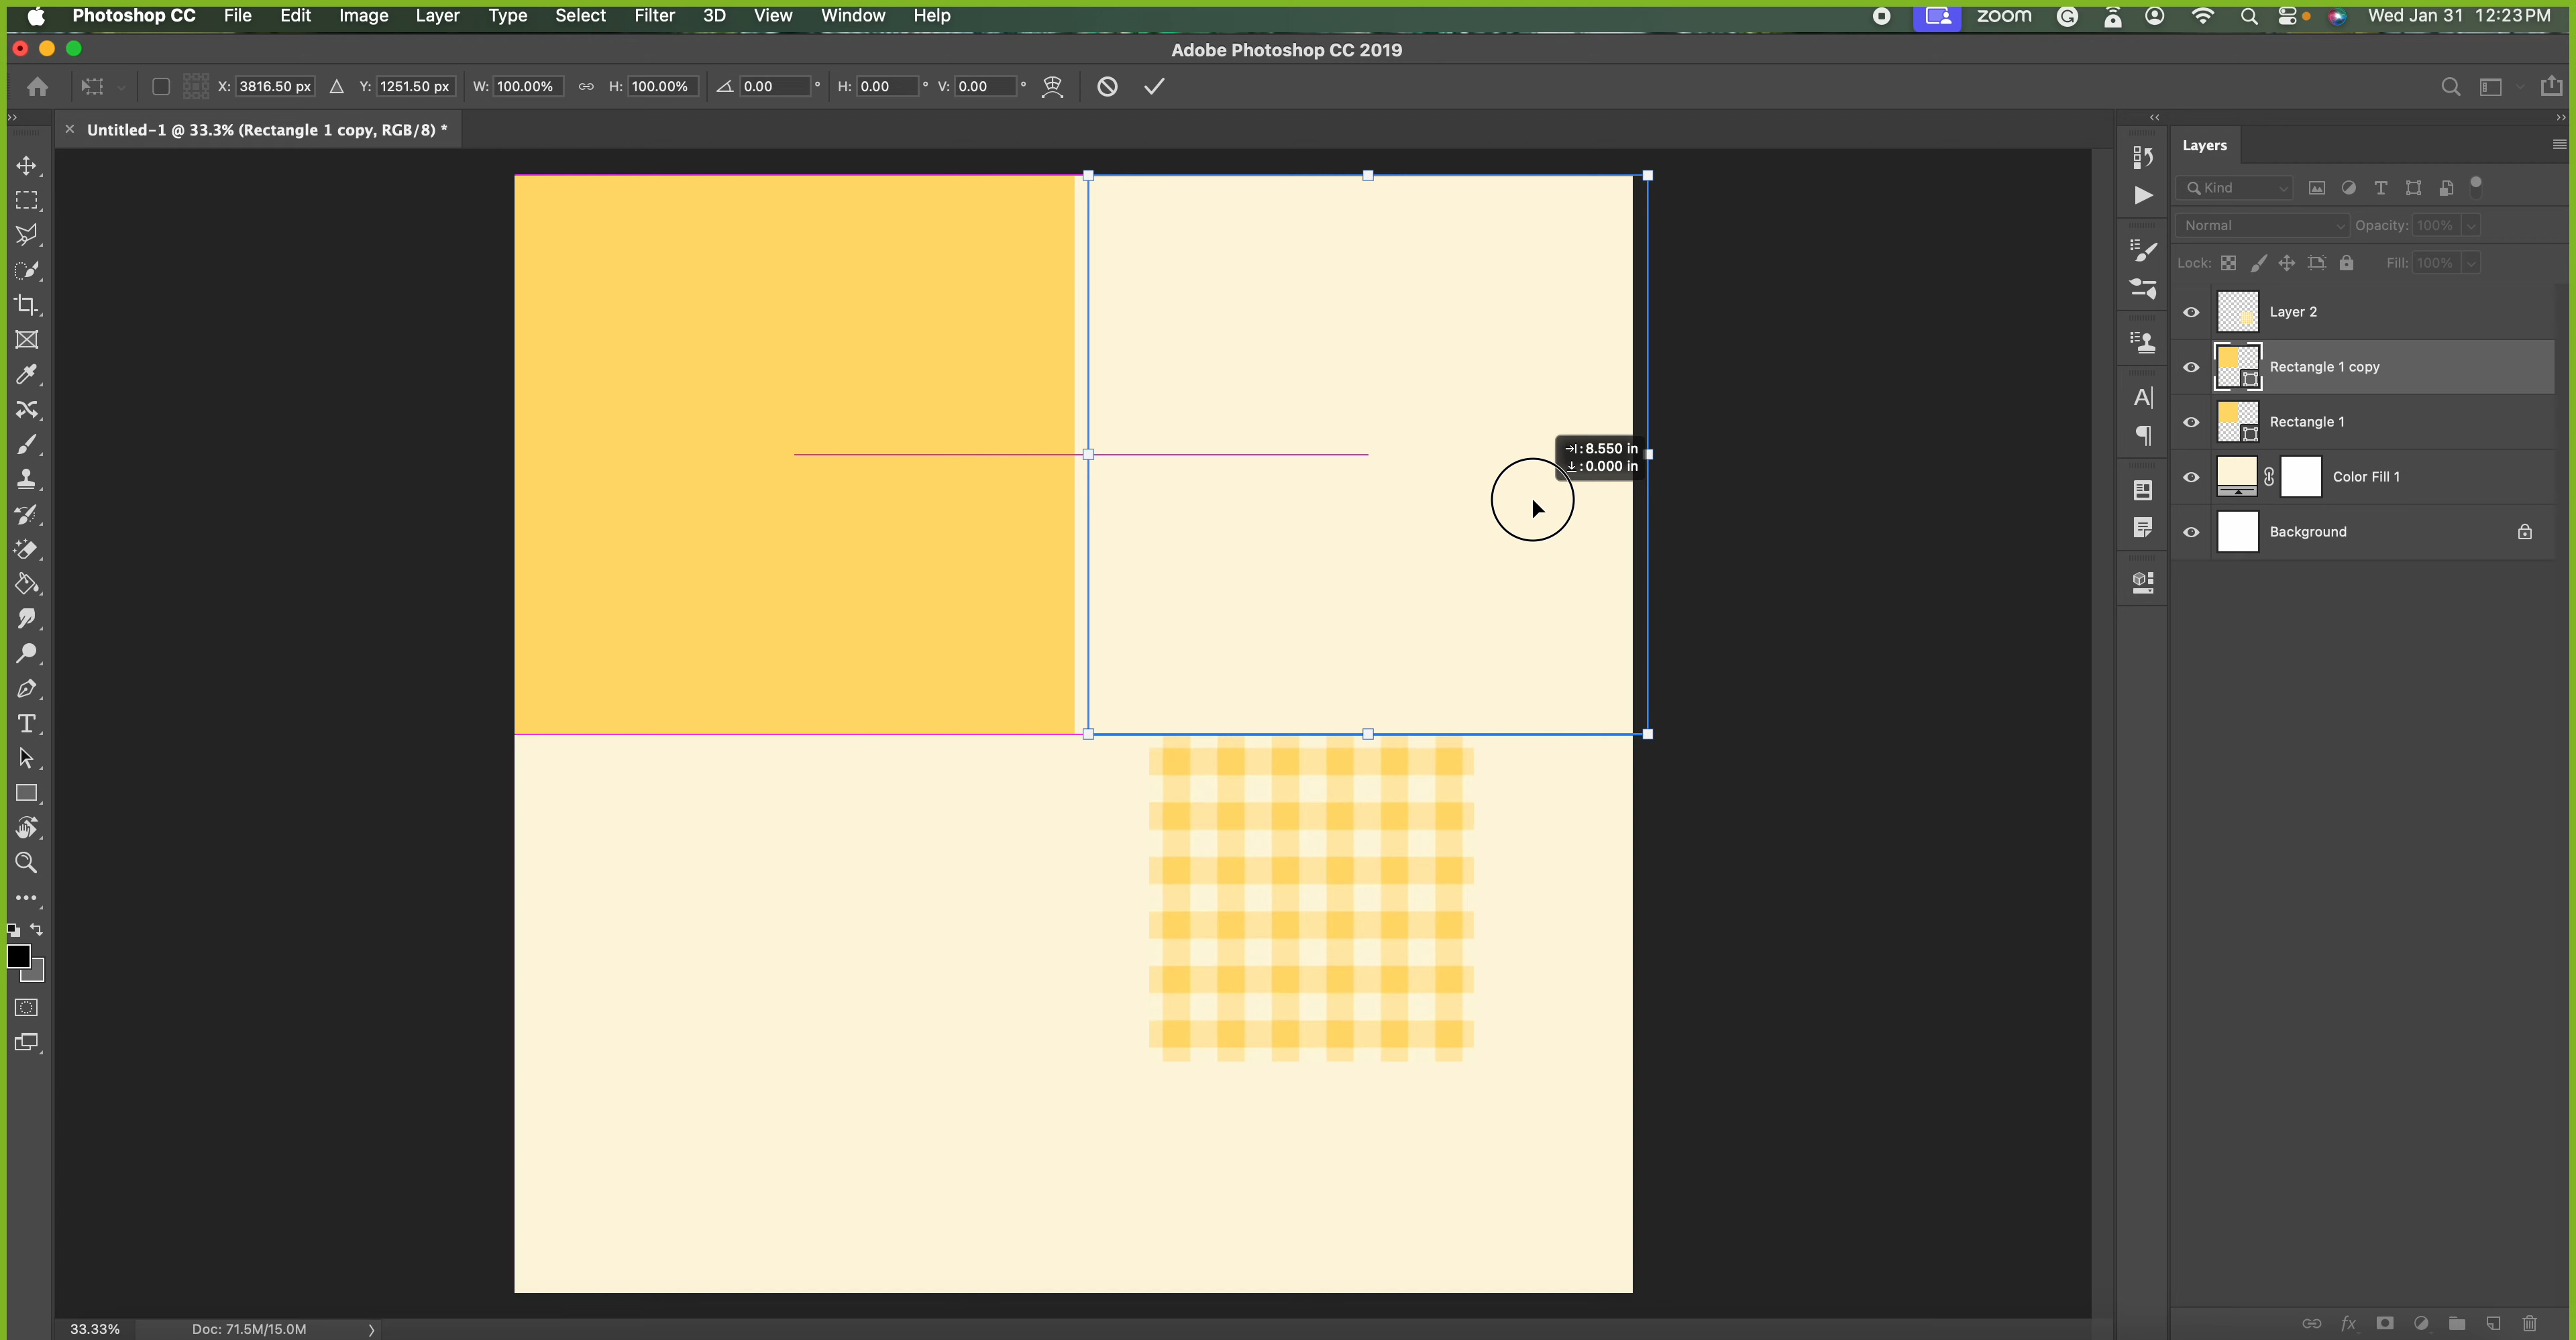 Photoshop CC File Edit Image Layer Type Select Filter 3D View Window Help zoom Wed Jan 31 12:23 PM
Adobe Photoshop CC 2019
X: 3816.50 px Y: 1251.50 px W: 100.00% H: 100.00% 0.00 ° H: 0.00 ° V: 0.00 °
× Untitled-1 @ 33.3% (Rectangle 1 copy, RGB/8) *
Layers
Kind
Normal Opacity: 100%
Lock: Fill: 100%
Layer 2
Rectangle 1 copy
Rectangle 1
Color Fill 1
Background
: 8.550 in
: 0.000 in
33.33% Doc: 71.5M/15.0M